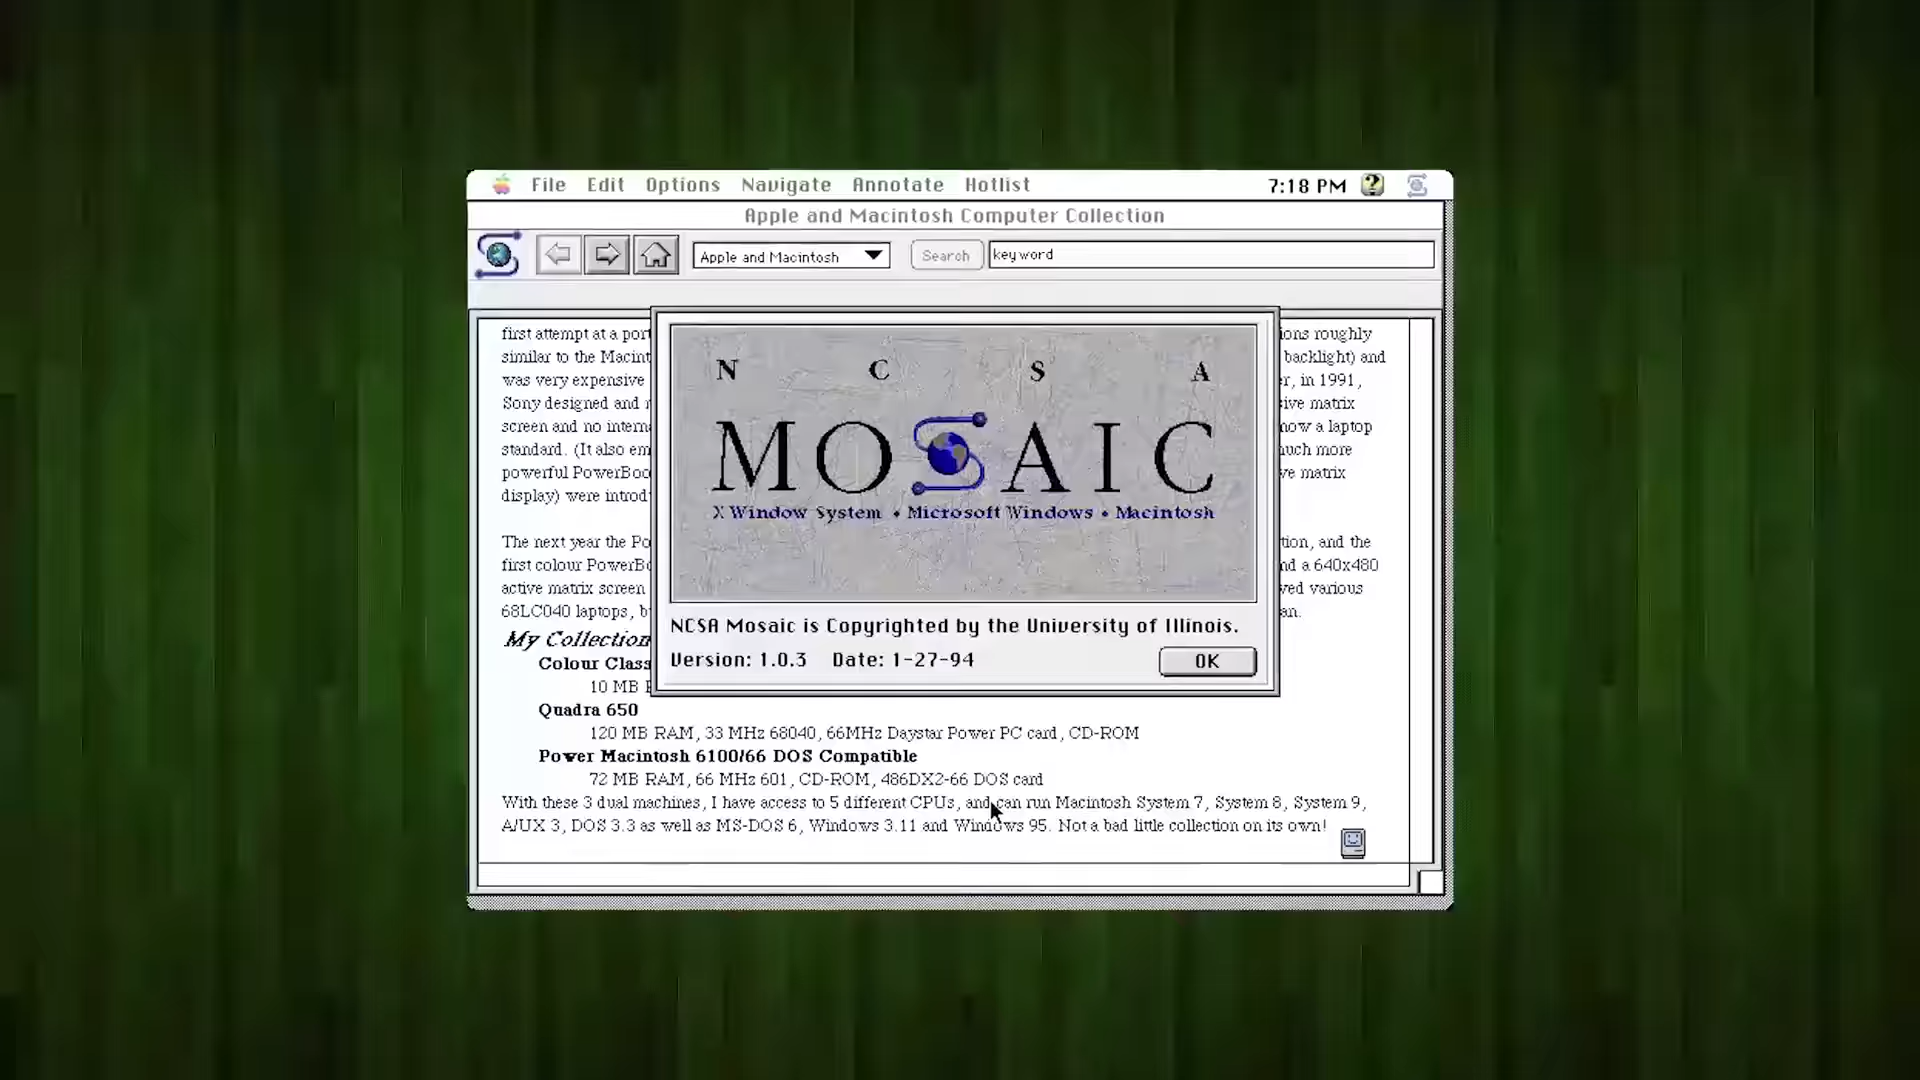 File Edit Options Navigate Annotate Hotlist 7:18 PM
Apple and Macintosh Computer Collection
Apple and Macintosh Search keyword
first attempt at a port ions roughly
similar to the Macint backlight) and
was very expensive r, in 1991,
Sony designed and sive matrix
screen and no intern now a laptop
standard. (It also em much more
powerful PowerBoo ve matrix
display) were introd
The next year the Po tion, and the
first colour PowerBo nd a 640x480
active matrix screen ved various
68LC040 laptops, b an.
My Collection
Colour Class
10 MB
Quadra 650
120 MB RAM, 33 MHz 68040, 66MHz Daystar Power PC card, CD-ROM
Power Macintosh 6100/66 DOS Compatible
72 MB RAM, 66 MHz 601, CD-ROM, 486DX2-66 DOS card
With these 3 dual machines, I have access to 5 different CPUs, and can run Macintosh System 7, System 8, System 9,
A/UX 3, DOS 3.3 as well as MS-DOS 6, Windows 3.11 and Windows 95. Not a bad little collection on its own!
N C S A
MOSAIC
X Window System • Microsoft Windows • Macintosh
NCSA Mosaic is Copyrighted by the University of Illinois.
Version: 1.0.3 Date: 1-27-94
OK